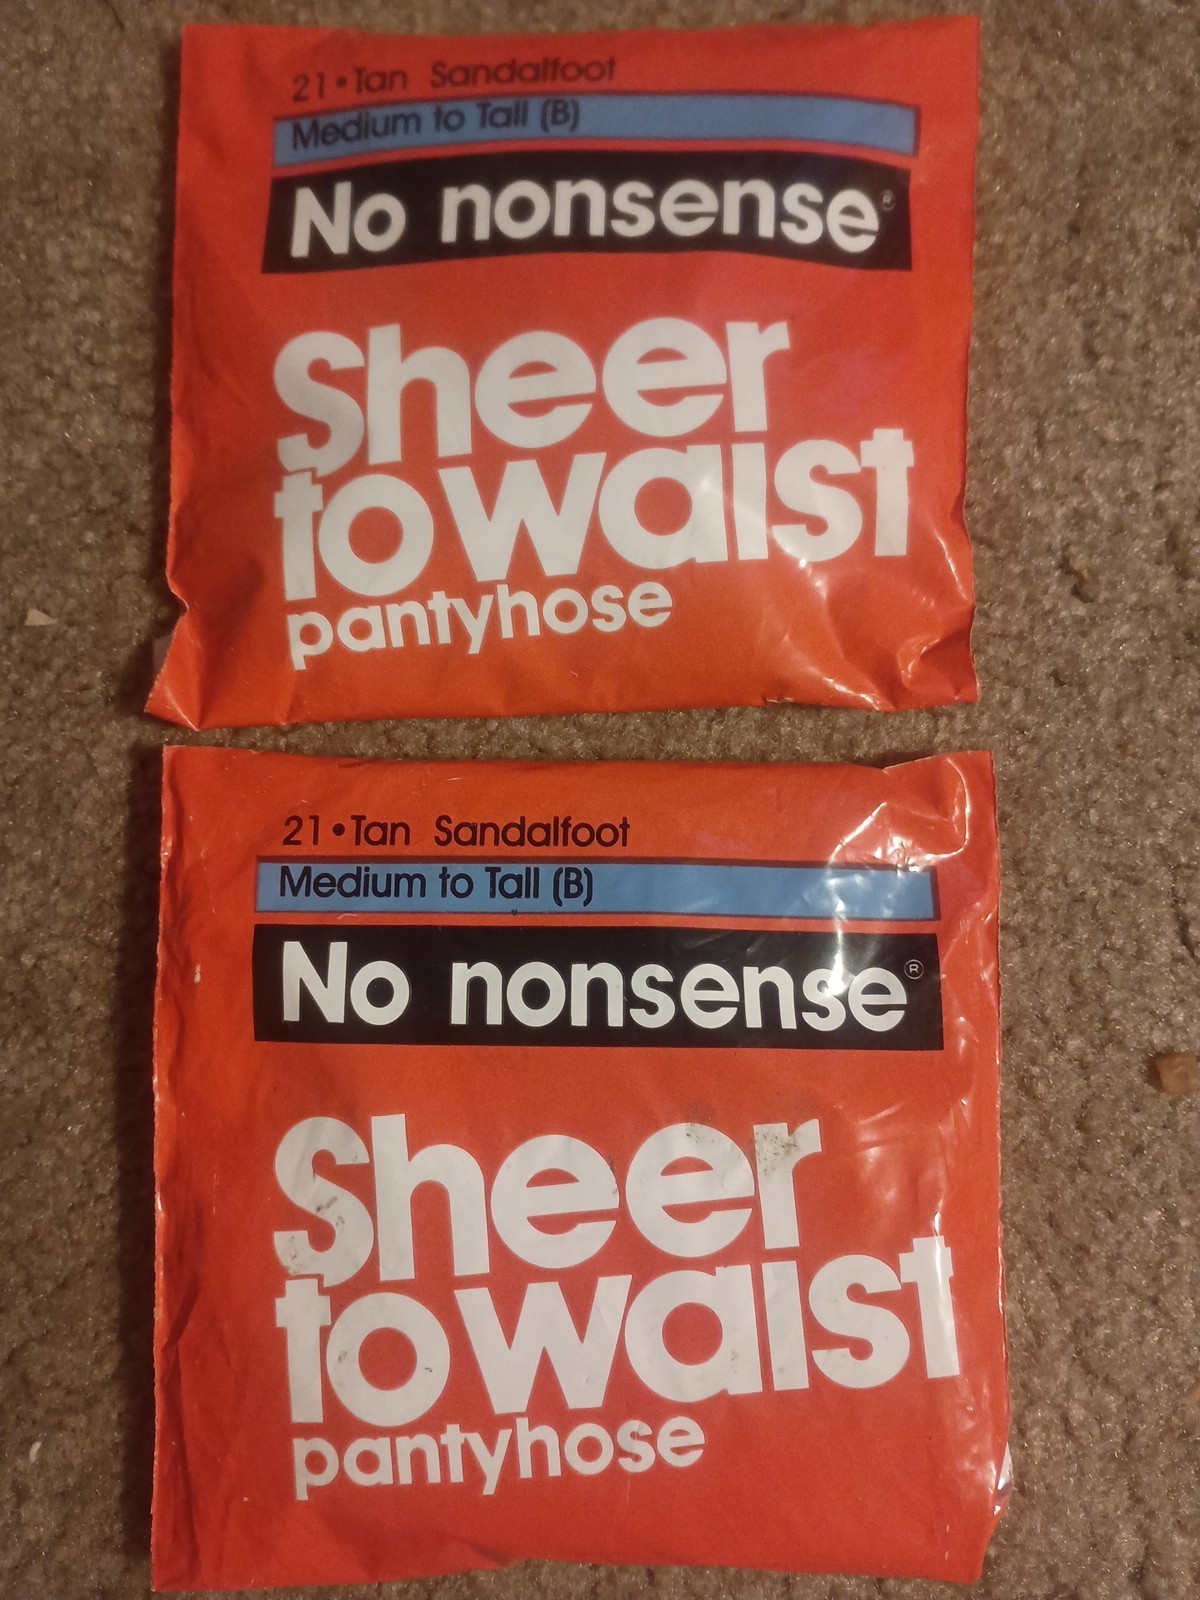 21•Tan Sandalfoot
Medium to Tall (B)
No nonsense®
Sheer
to waist
pantyhose
21•Tan Sandalfoot
Medium to Tall (B)
No nonsense®
Sheer
to waist
pantyhose